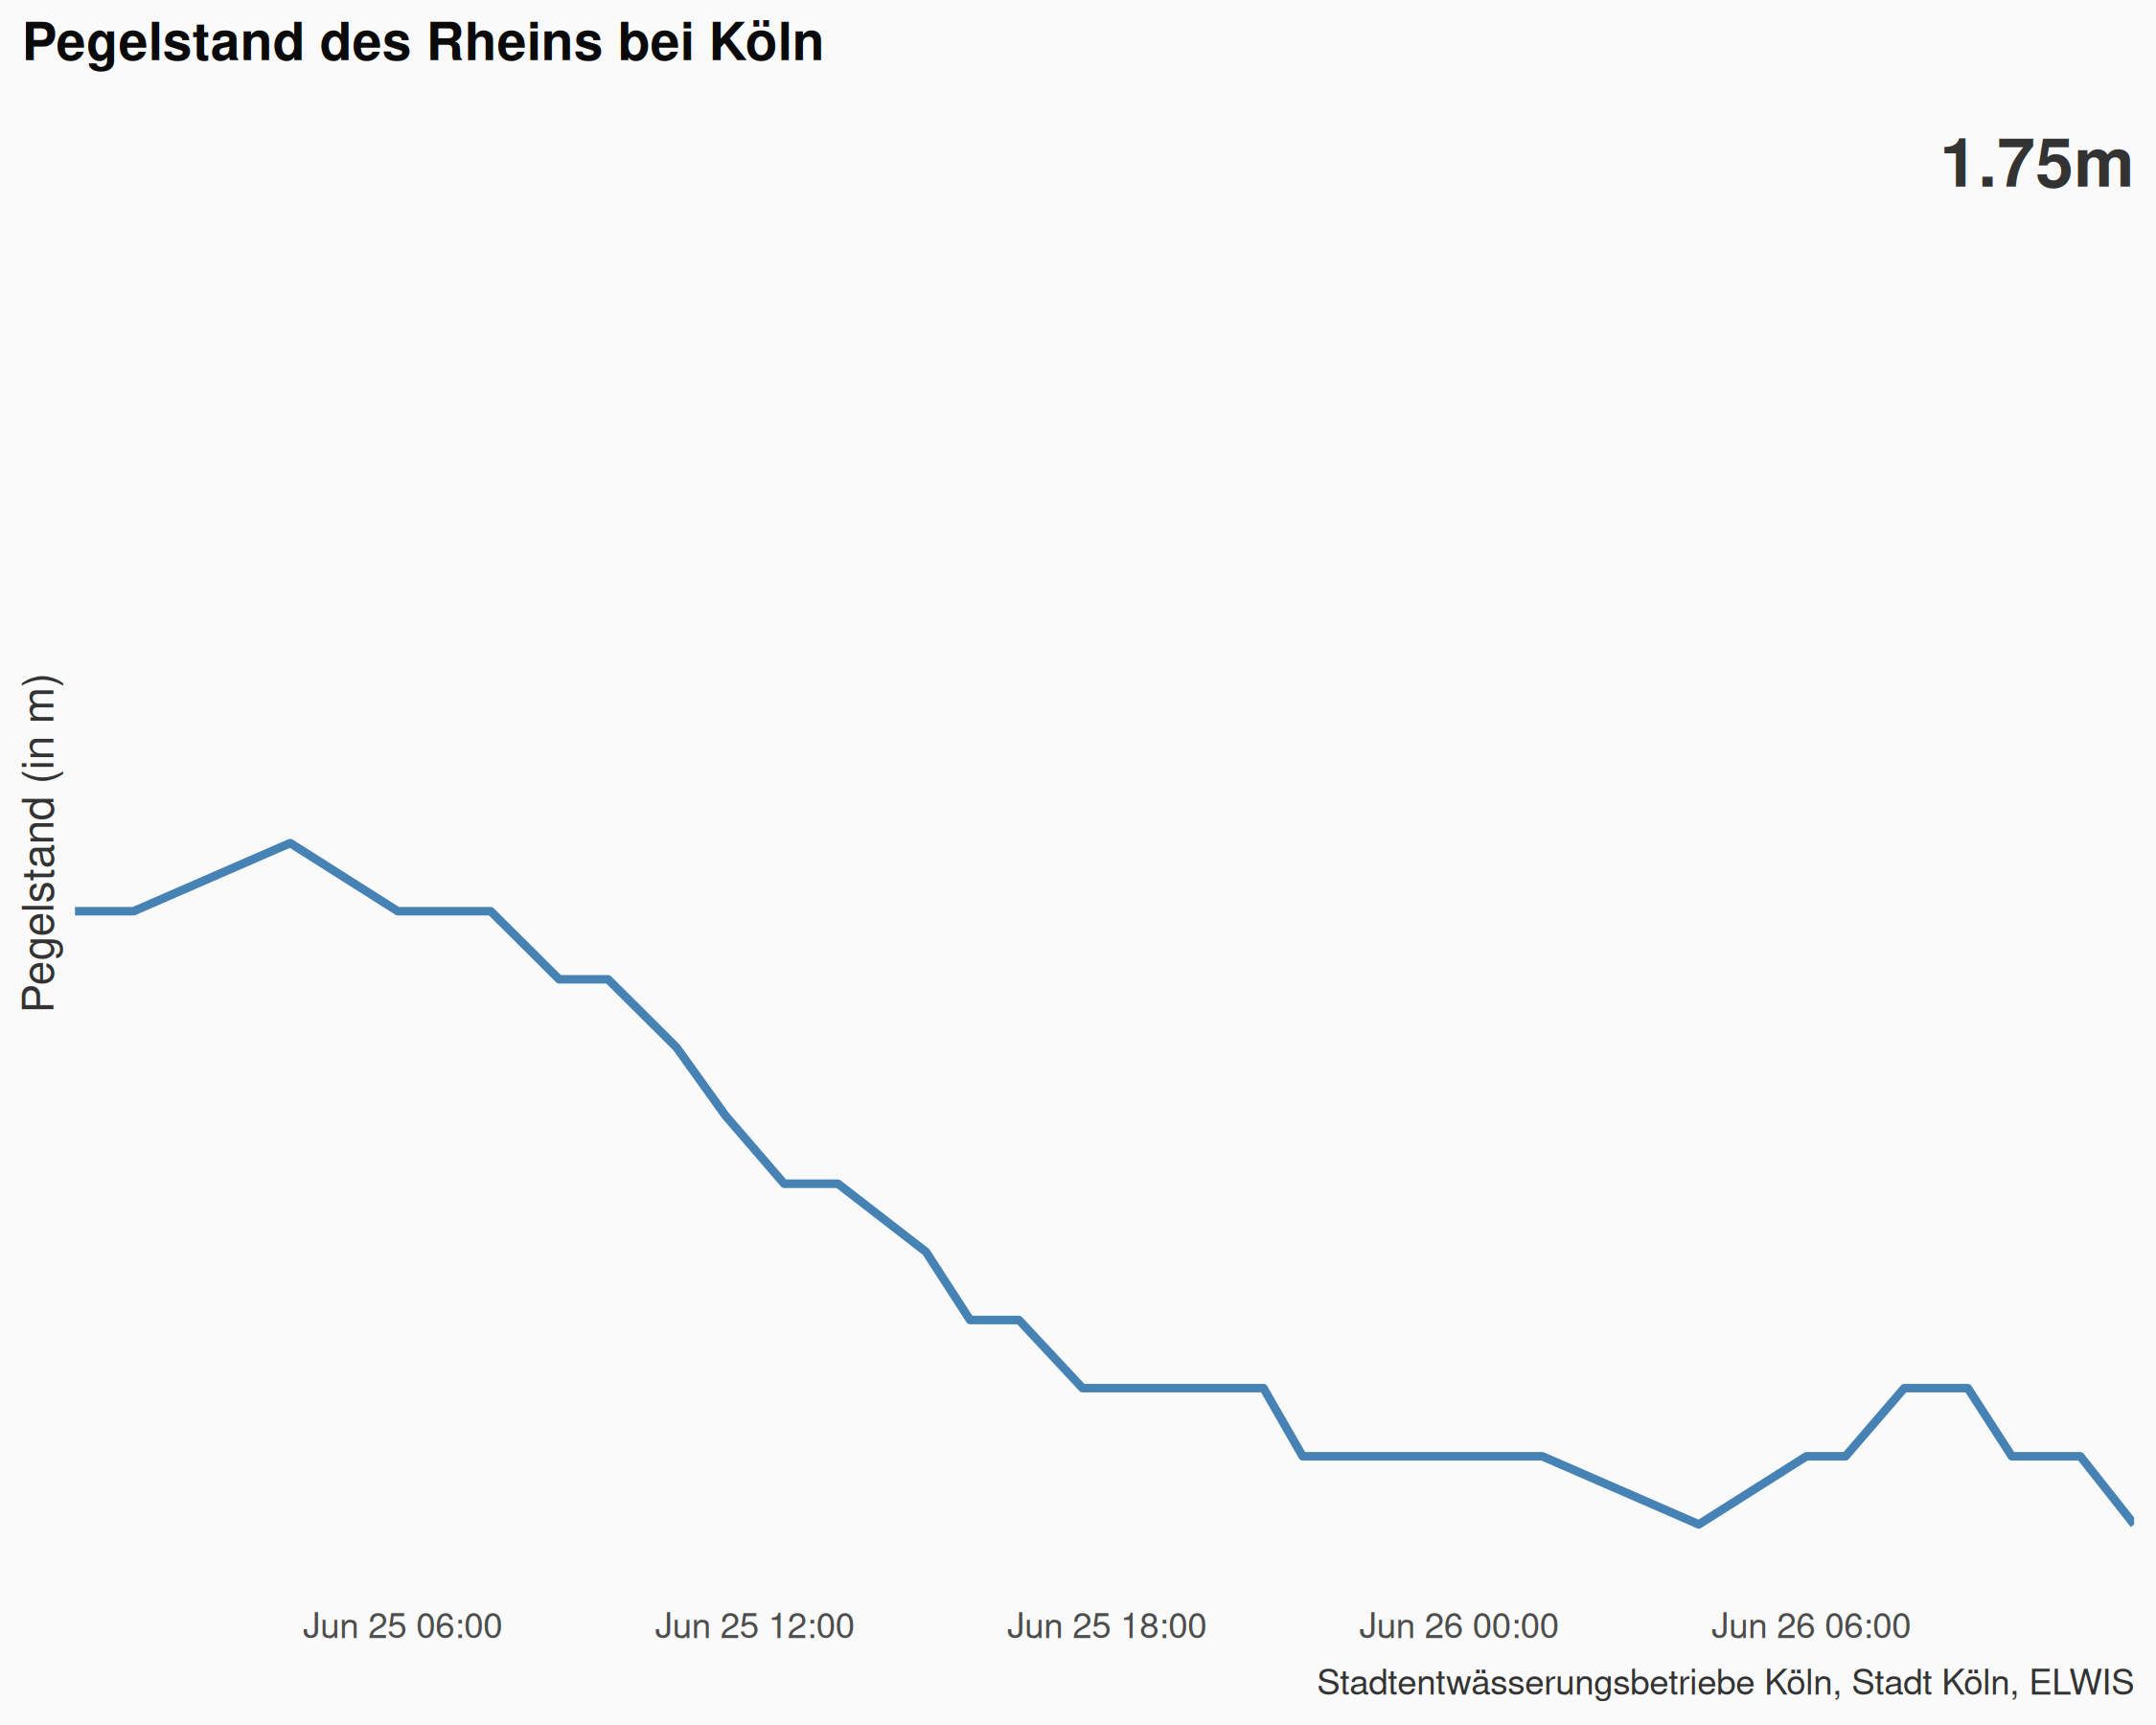 Pegelstand des Rheins bei Köln
1.75m
Pegelstand (in m)
Jun 25 06:00
Jun 25 12:00
Jun 25 18:00
Jun 26 00:00
Jun 26 06:00
Stadtentwässerungsbetriebe Köln, Stadt Köln, ELWIS